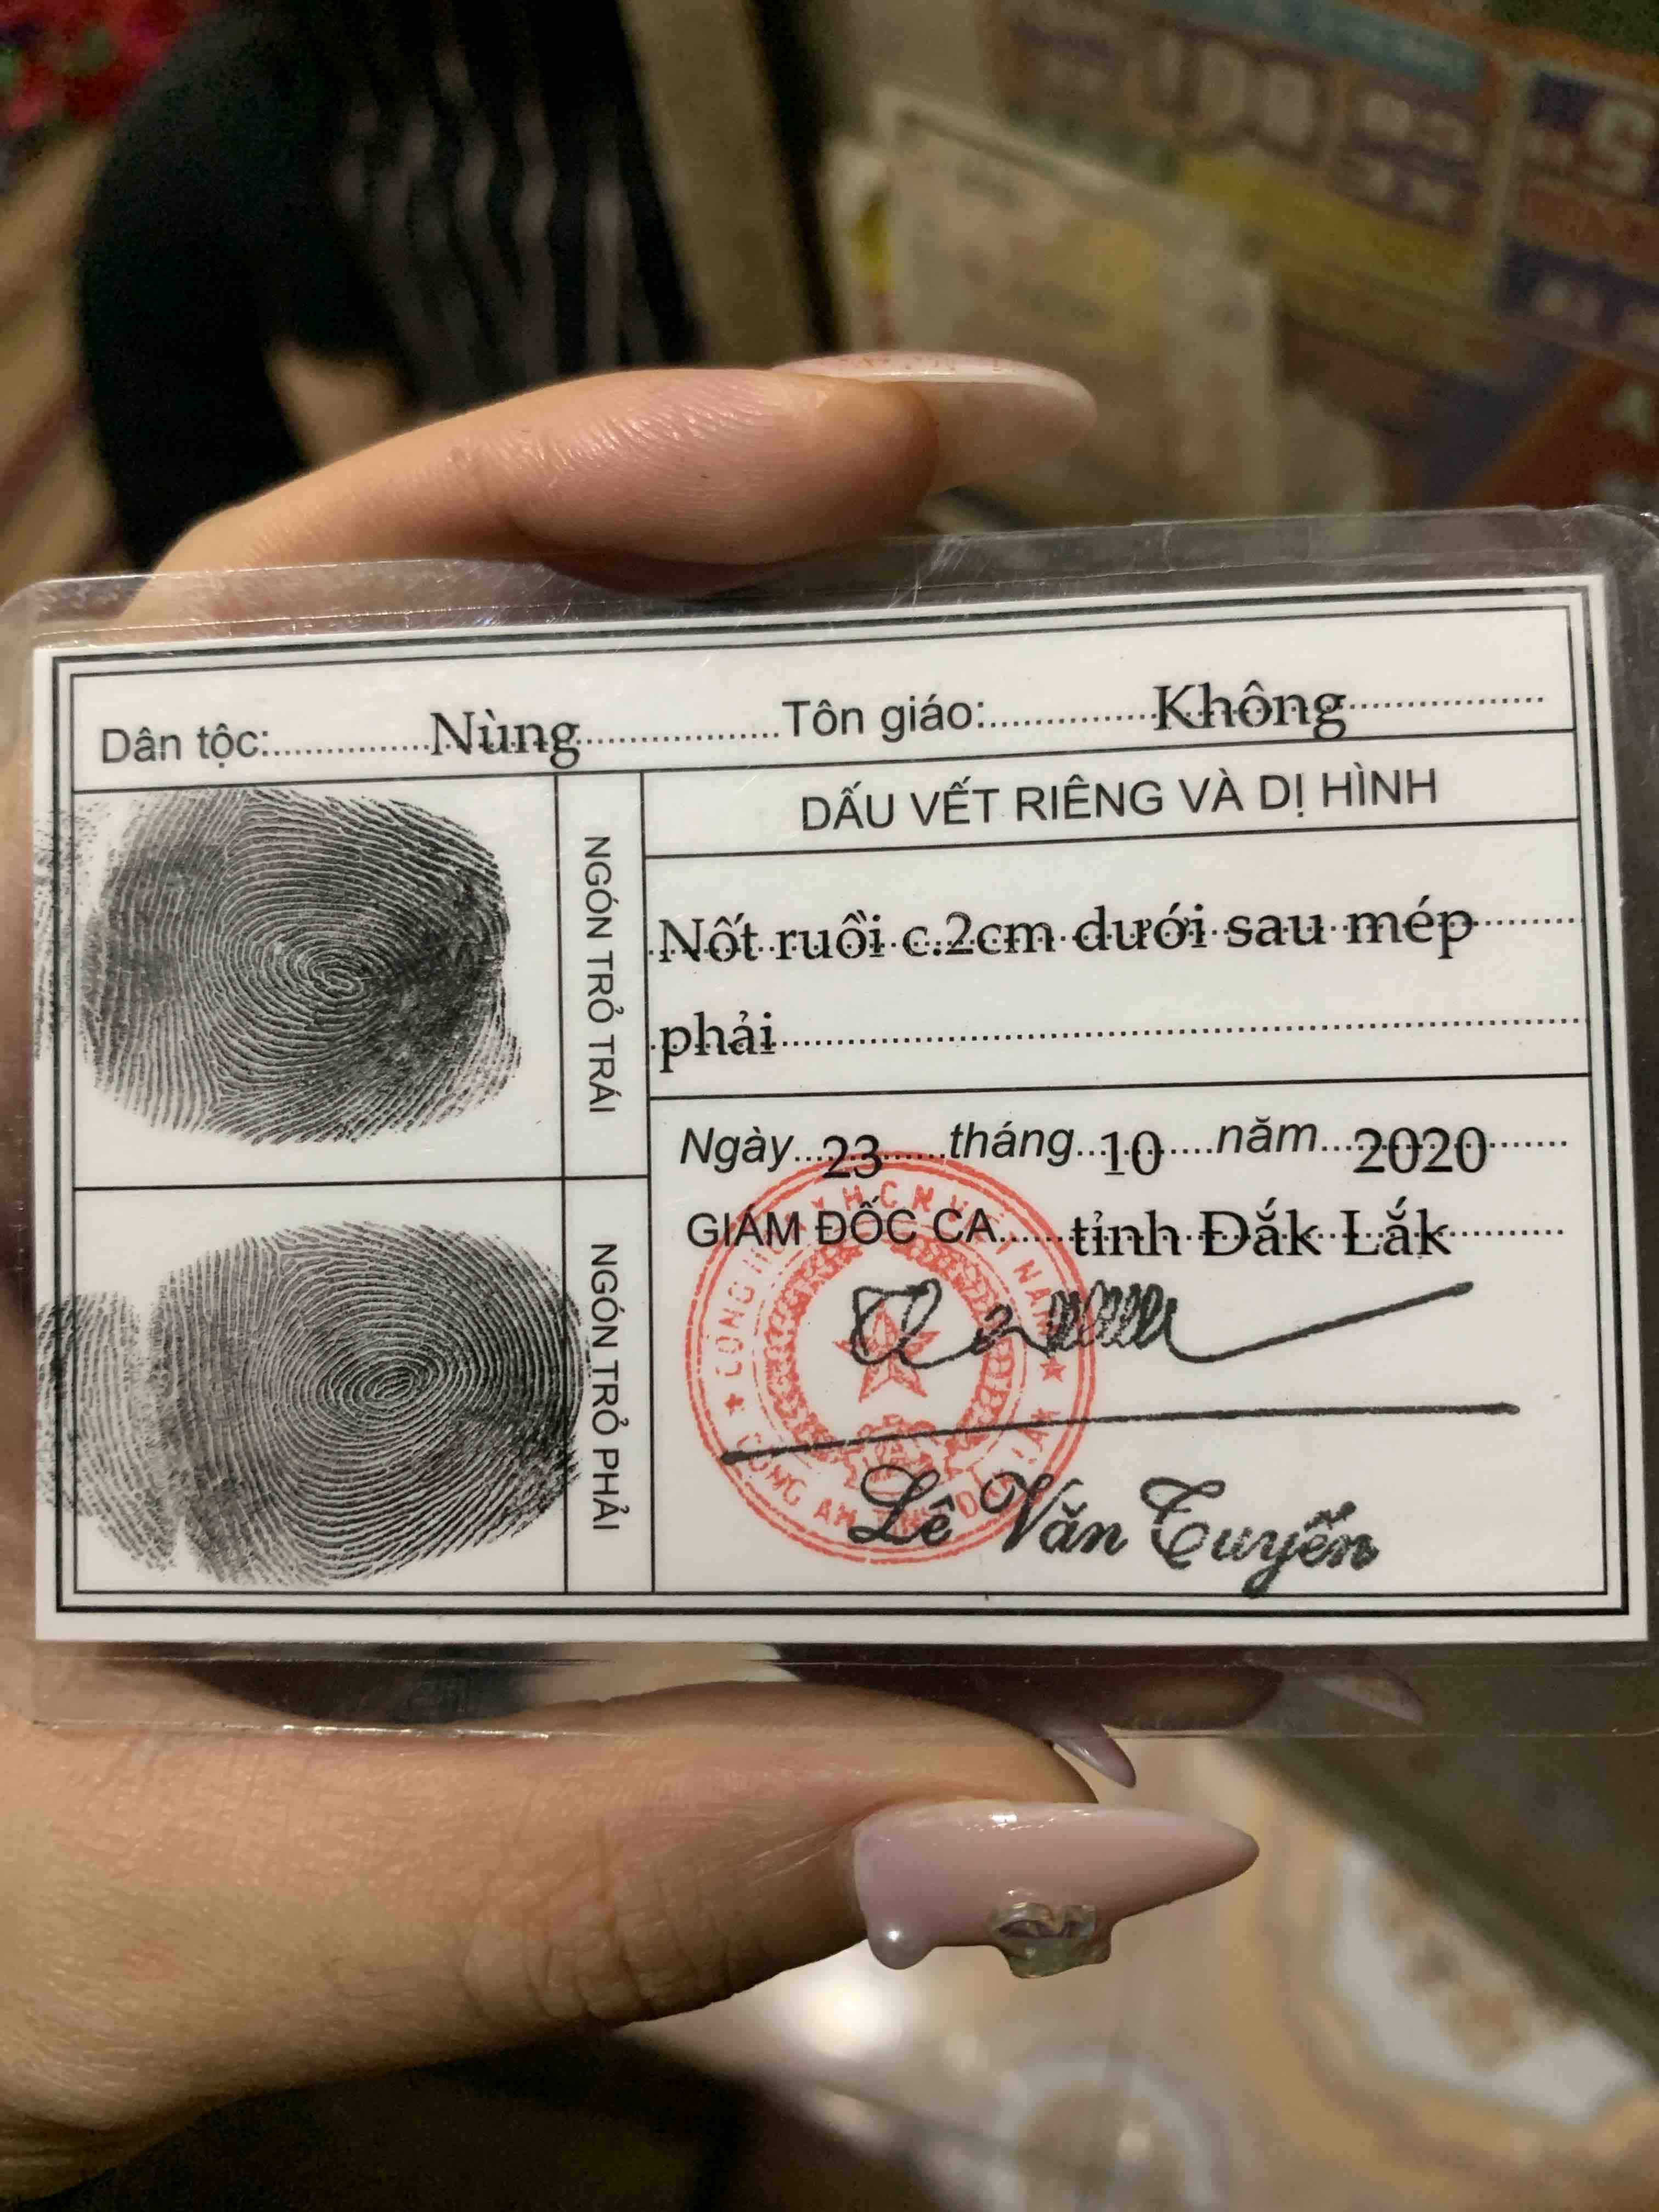 Dân tộc: Nùng Tôn giáo: Không
NGÓN TRỎ TRÁI
NGÓN TRỎ PHẢI
DẤU VẾT RIÊNG VÀ DỊ HÌNH
Nốt ruồi c.2cm dưới sau mép
phải
Ngày 23 tháng 10 năm 2020
GIÁM ĐỐC CA tỉnh Đắk Lắk
Lê Văn Tuyến